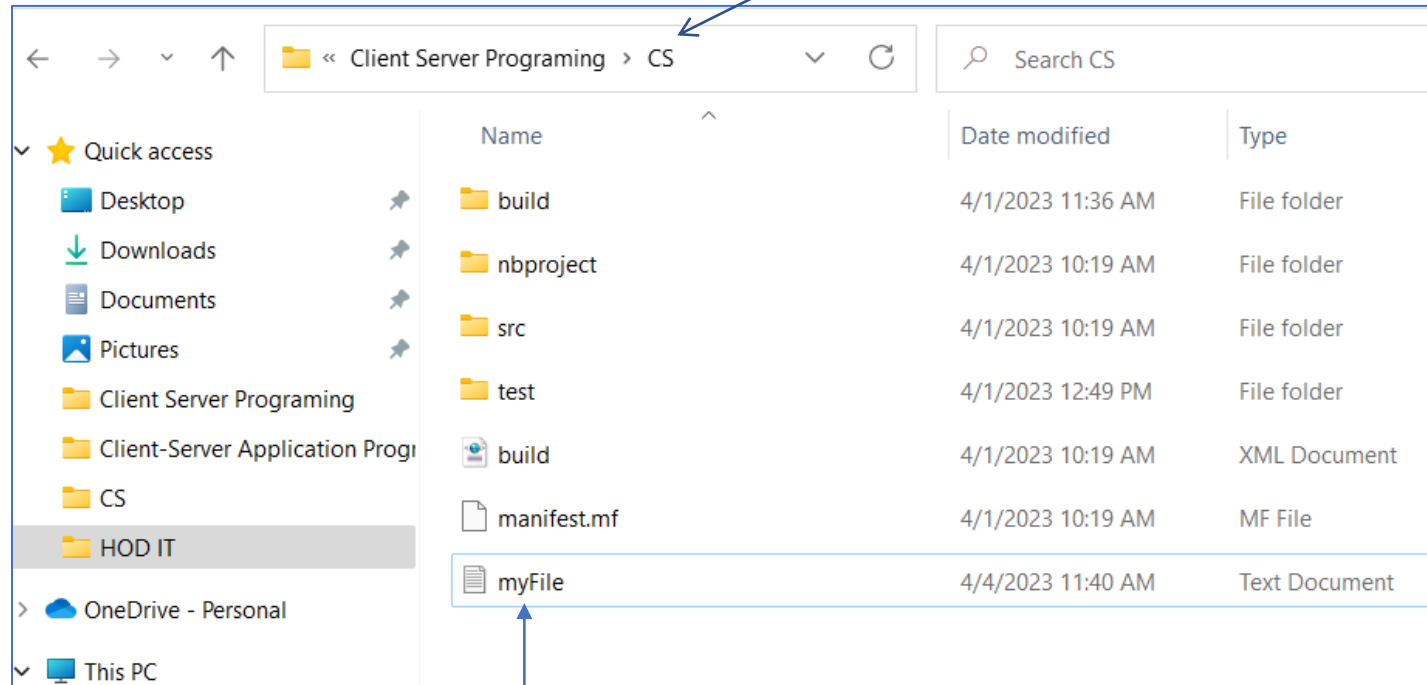 « Client Server Programing > CS
Search CS
Name Date modified Type
Quick access
Desktop
Downloads
Documents
Pictures
Client Server Programing
Client-Server Application Progr
CS
HOD IT
OneDrive - Personal
This PC
build 4/1/2023 11:36 AM File folder
nbproject 4/1/2023 10:19 AM File folder
src 4/1/2023 10:19 AM File folder
test 4/1/2023 12:49 PM File folder
build 4/1/2023 10:19 AM XML Document
manifest.mf 4/1/2023 10:19 AM MF File
myFile 4/4/2023 11:40 AM Text Document